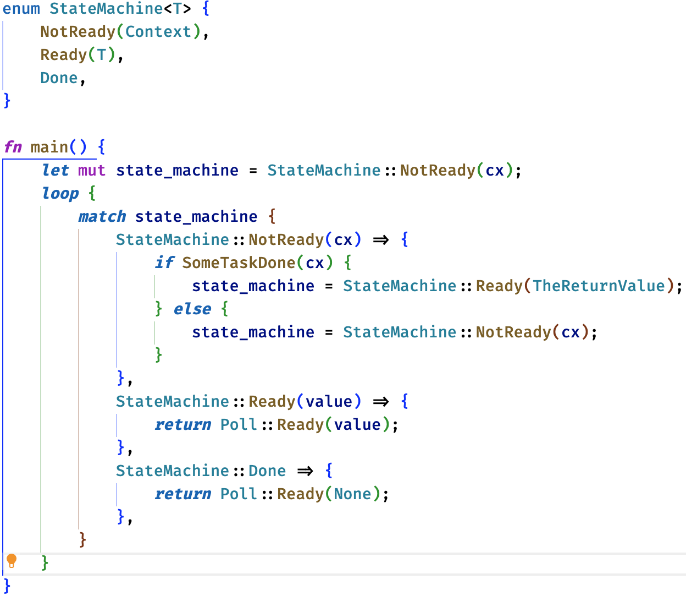 enum StateMachine<T> {
    NotReady(Context),
    Ready(T),
    Done,
}

fn main() {
    let mut state_machine = StateMachine::NotReady(cx);
    loop {
        match state_machine {
            StateMachine::NotReady(cx) => {
                if SomeTaskDone(cx) {
                    state_machine = StateMachine::Ready(TheReturnValue);
                } else {
                    state_machine = StateMachine::NotReady(cx);
                }
            },
            StateMachine::Ready(value) => {
                return Poll::Ready(value);
            },
            StateMachine::Done => {
                return Poll::Ready(None);
            },
        }
    }
}